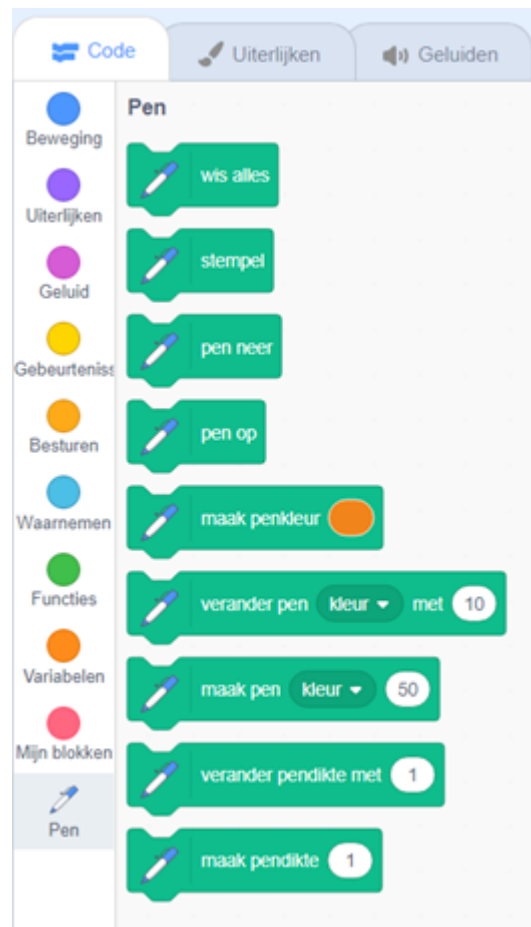 Code Uiterlijken Geluiden
Beweging
Uiterlijken
Geluid
Gebeurteniss
Besturen
Waarnemen
Functies
Variabelen
Mijn blokken
Pen
Pen
wis alles
stempel
pen neer
pen op
maak penkleur
verander pen kleur met 10
maak pen kleur 50
verander pendikte met 1
maak pendikte 1